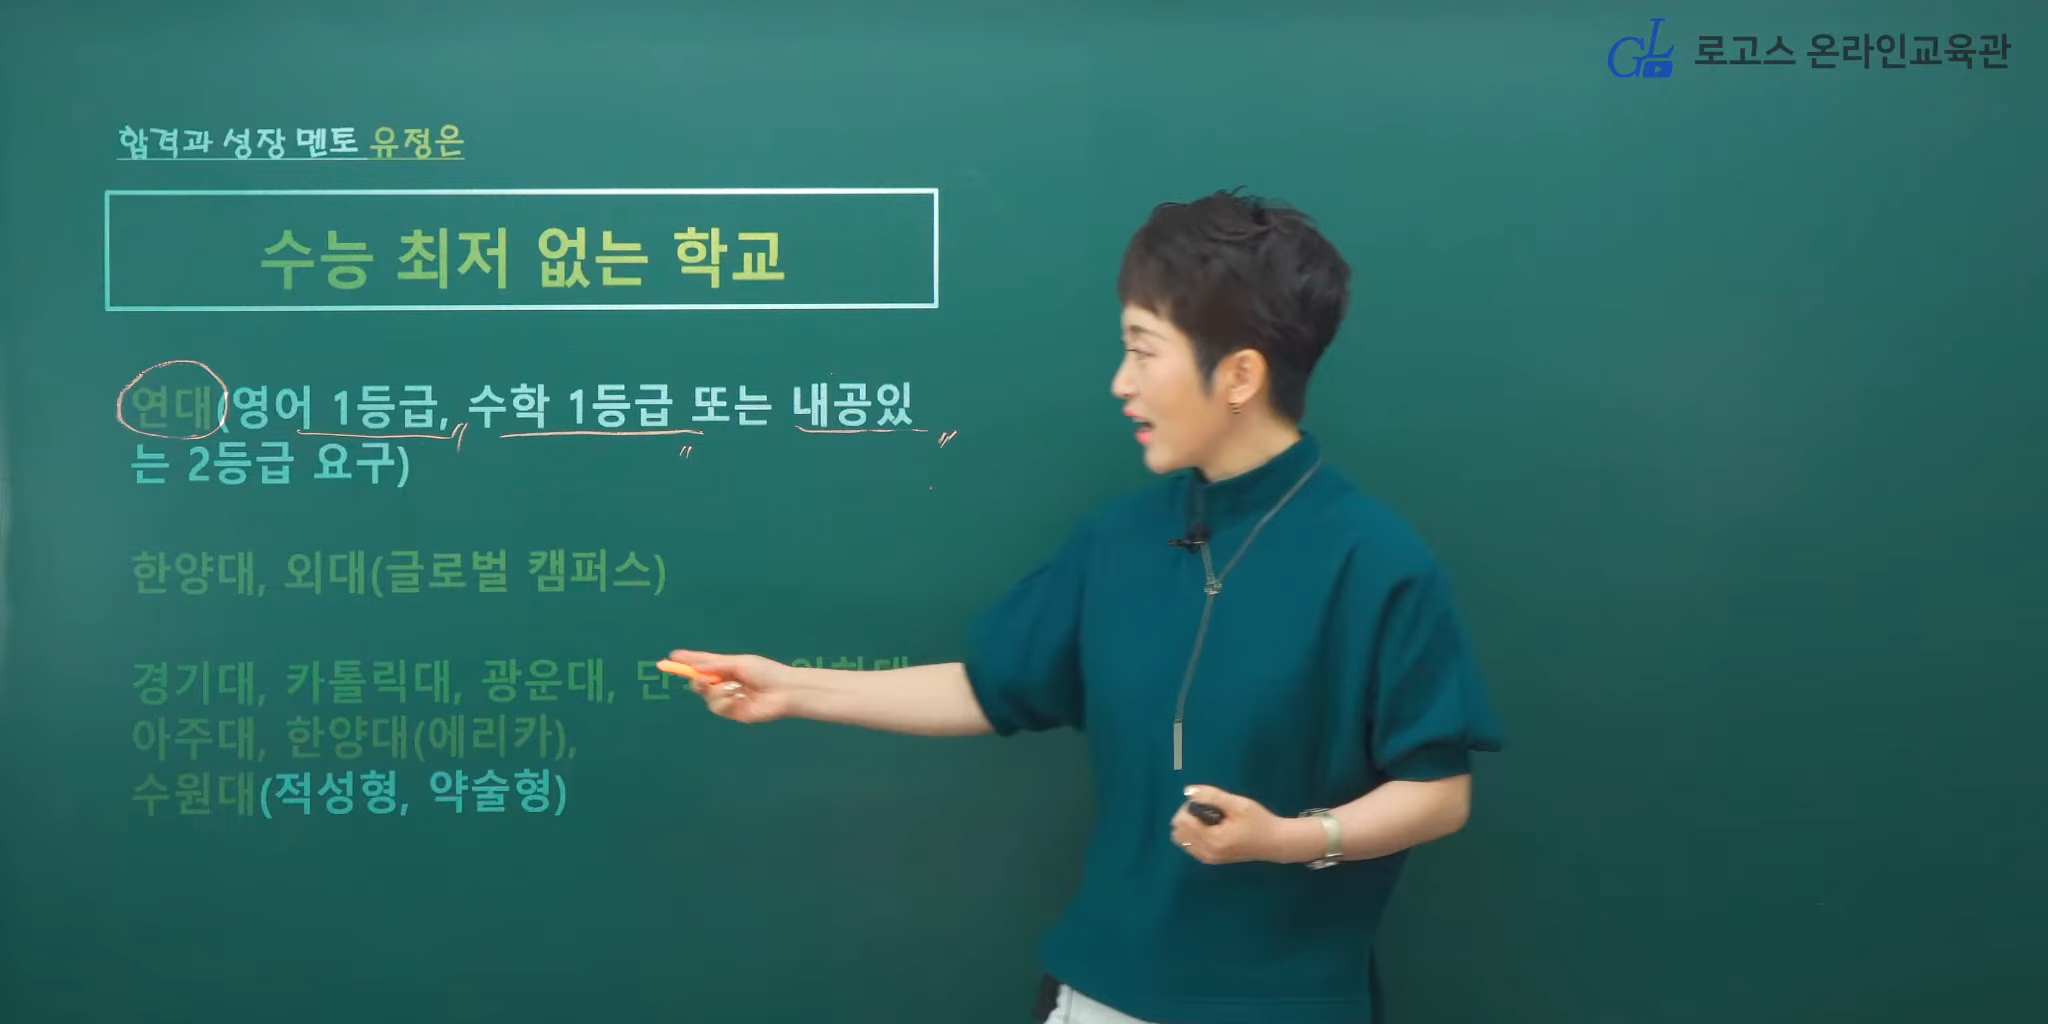 로고스 온라인교육관
합격과 성장 멘토 유정은
수능 최저 없는 학교
연대(영어 1등급, 수학 1등급 또는 내공있
는 2등급 요구)
한양대, 외대(글로벌 캠퍼스)
경기대, 카톨릭대, 광운대,
아주대, 한양대(에리카),
수원대(적성형, 약술형)